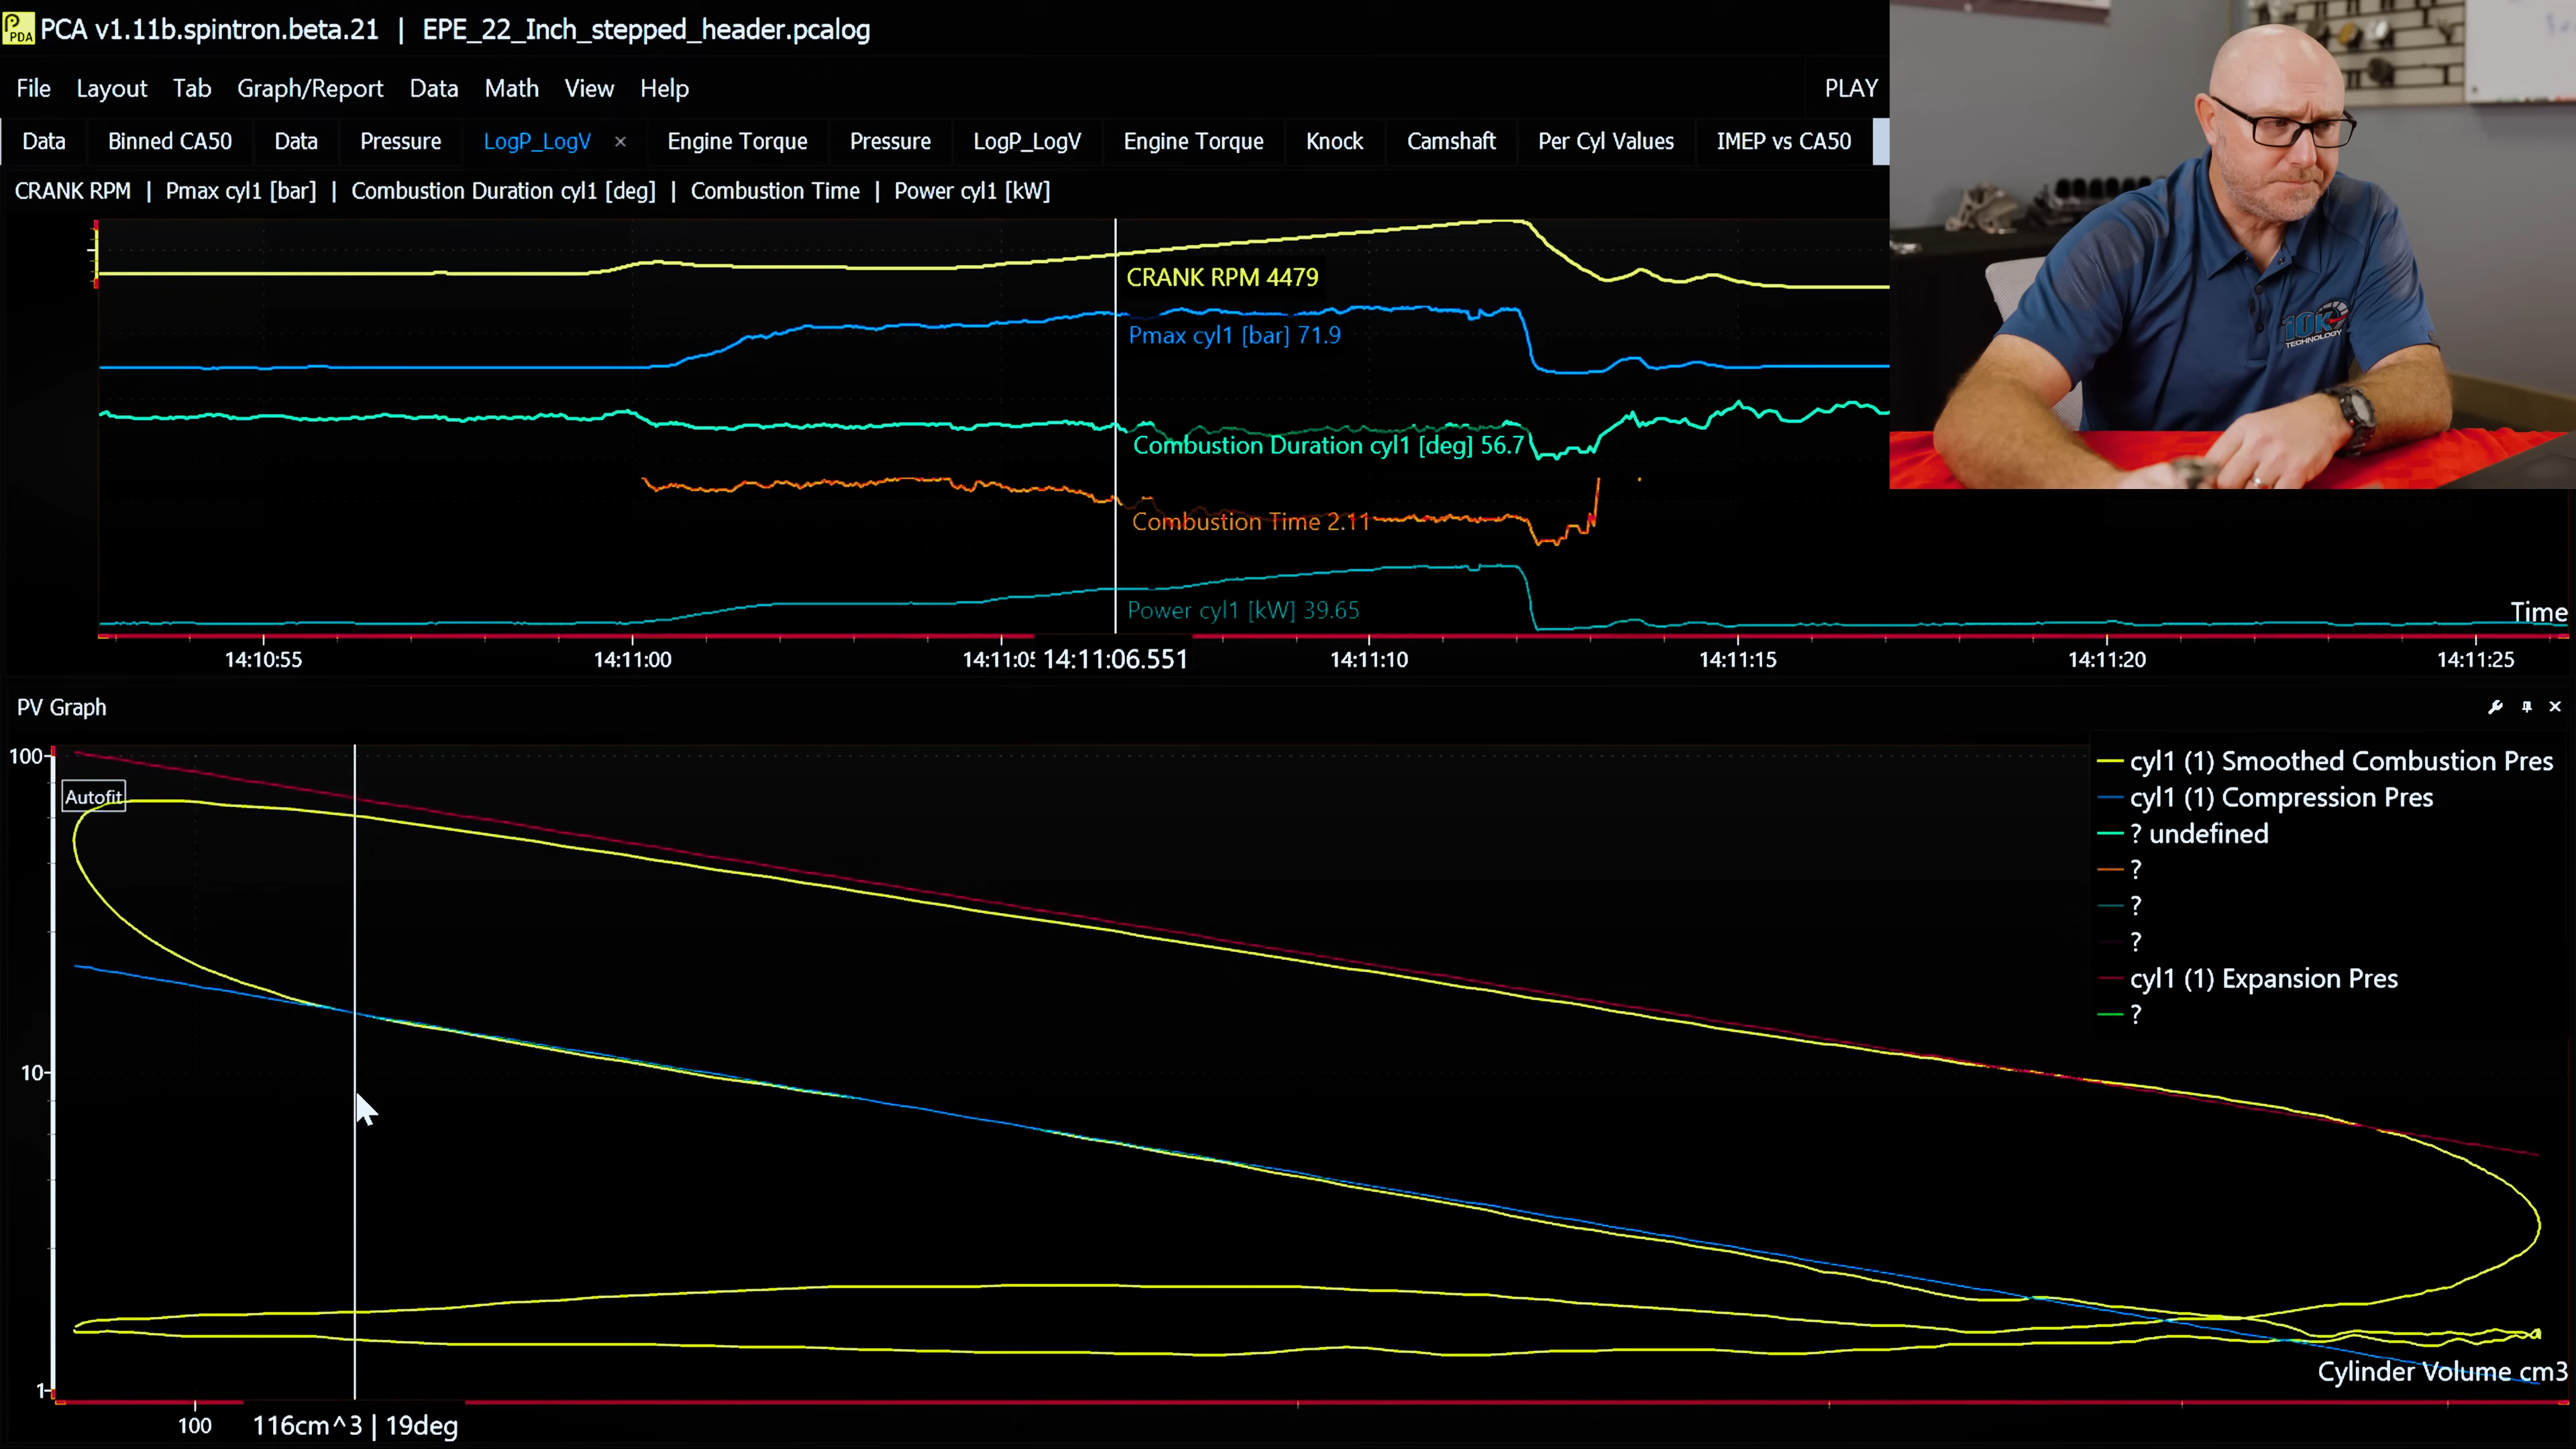 PDA
PCA v1.11b.spintron.beta.21 | EPE_22_Inch_stepped_header.pcalog
File Layout Tab Graph/Report Data Math View Help PLAY
Data Binned CA50 Data Pressure LogP_LogV × Engine Torque Pressure LogP_LogV Engine Torque Knock Camshaft Per Cyl Values IMEP vs CA50
CRANK RPM | Pmax cyl1 [bar] | Combustion Duration cyl1 [deg] | Combustion Time | Power cyl1 [kW]
CRANK RPM 4479
10K
TECHNOLOGY
Pmax cyl1 [bar] 71.9
Combustion Duration cyl1 [deg] 56.7
Combustion Time 2.11
Power cyl1 [kW] 39.65
Time
14:10:55 14:11:00 14:11:05 14:11:06.551 14:11:10 14:11:15 14:11:20 14:11:25
PV Graph
100
Autofit
cyl1 (1) Smoothed Combustion Pres
cyl1 (1) Compression Pres
? undefined
?
?
?
cyl1 (1) Expansion Pres
?
10
1
Cylinder Volume cm3
100 116cm^3 | 19deg